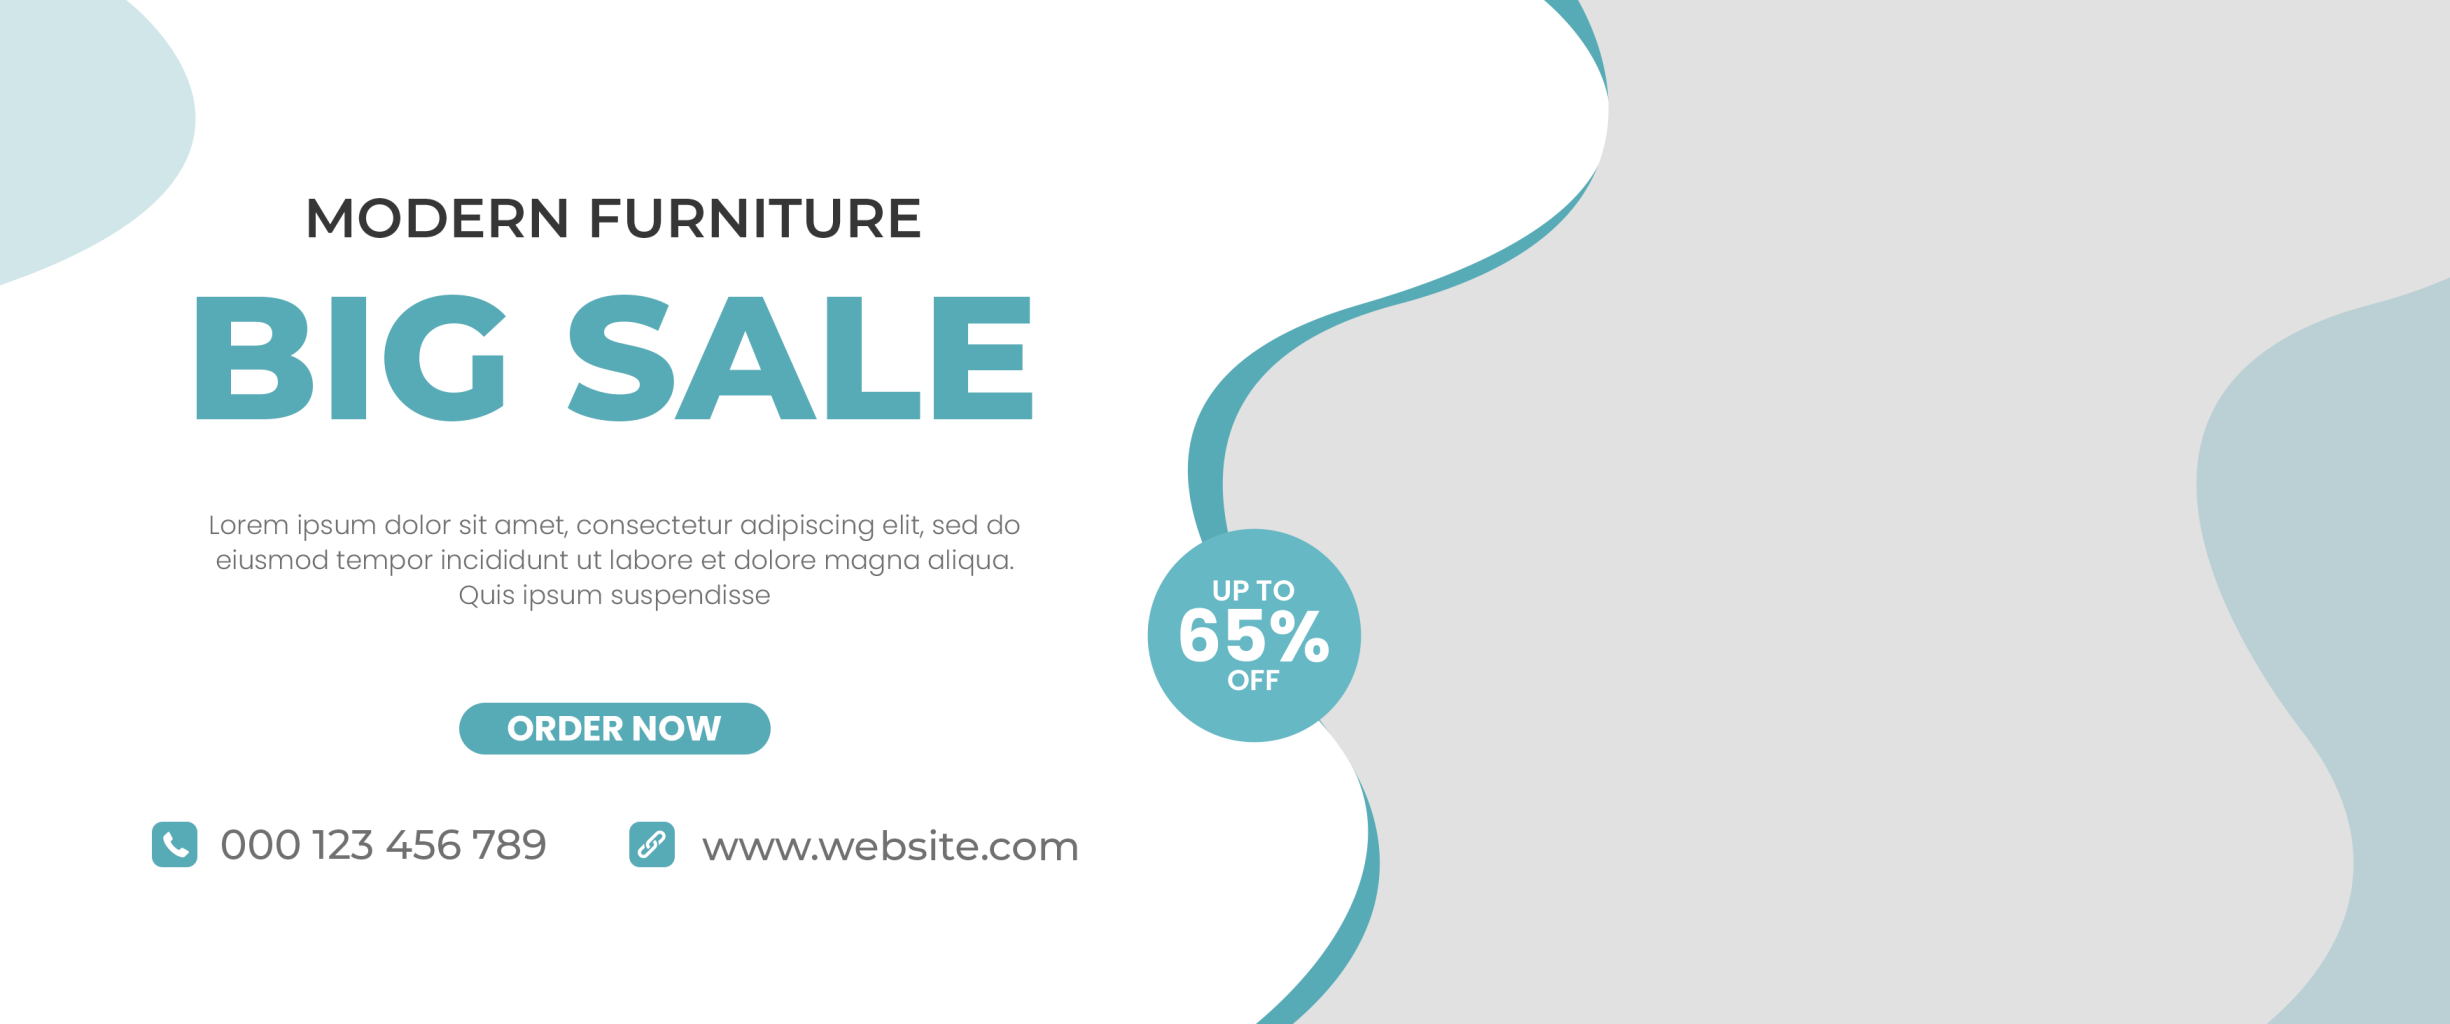 MODERN FURNITURE
BIG SALE
Lorem ipsum dolor sit amet, consectetur adipiscing elit, sed do
eiusmod tempor incididunt ut labore et dolore magna aliqua.
Quis ipsum suspendisse
ORDER NOW
000 123 456 789
www.website.com
UP TO
65%
OFF